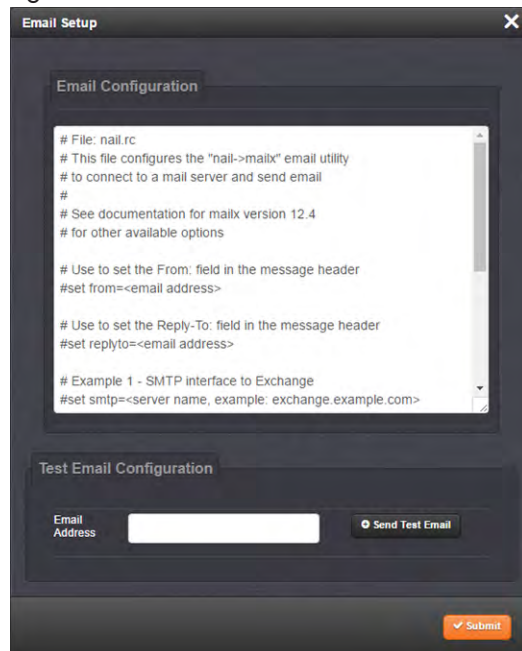 Email Setup
Email Configuration
# File: nail.rc
# This file configures the "nail->mailx" email utility
# to connect to a mail server and send email
#
# See documentation for mailx version 12.4
# for other available options
# Use to set the From: field in the message header
#set from=<email address>
# Use to set the Reply-To: field in the message header
#set replyto=<email address>
# Example 1 - SMTP interface to Exchange
#set smtp=<server name, example: exchange.example.com>
Test Email Configuration
Email
Address
Send Test Email
Submit